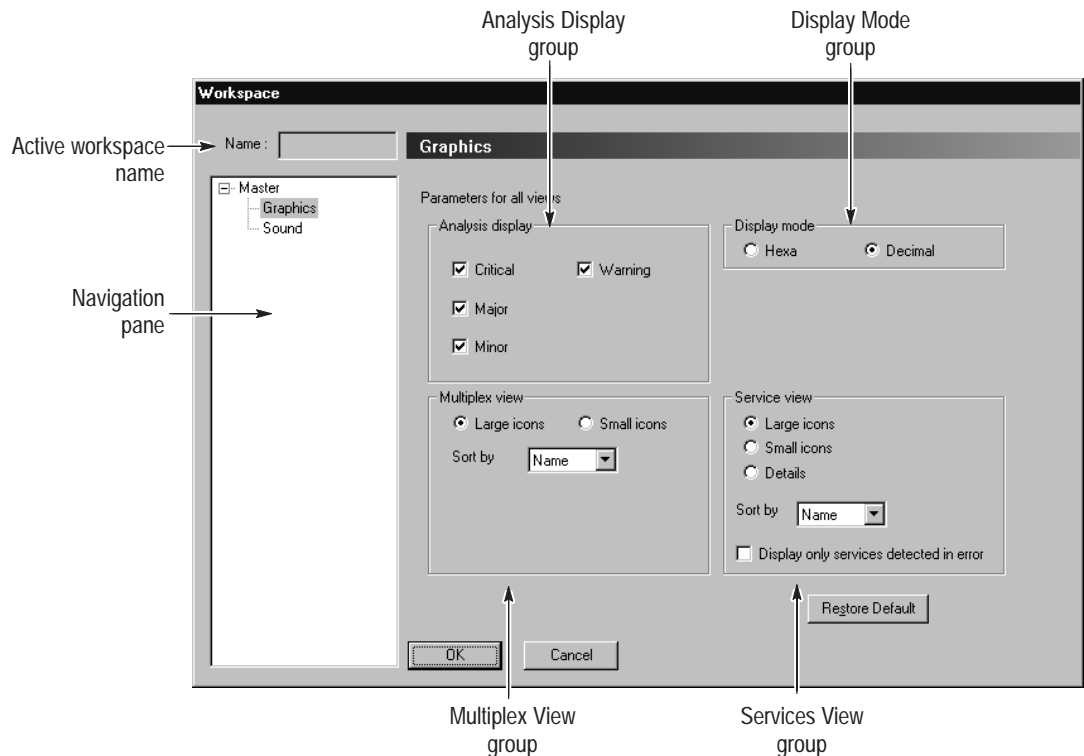 Analysis Display
group
Display Mode
group
Workspace
Active workspace
name
Name :
Graphics
Master
Graphics
Sound
Navigation
pane
Parameters for all views
Analysis display
Critical
Warning
Major
Minor
Display mode
Hexa
Decimal
Multiplex view
Large icons
Small icons
Sort by
Name
Service view
Large icons
Small icons
Details
Sort by
Name
Display only services detected in error
Restore Default
OK
Cancel
Multiplex View
group
Services View
group